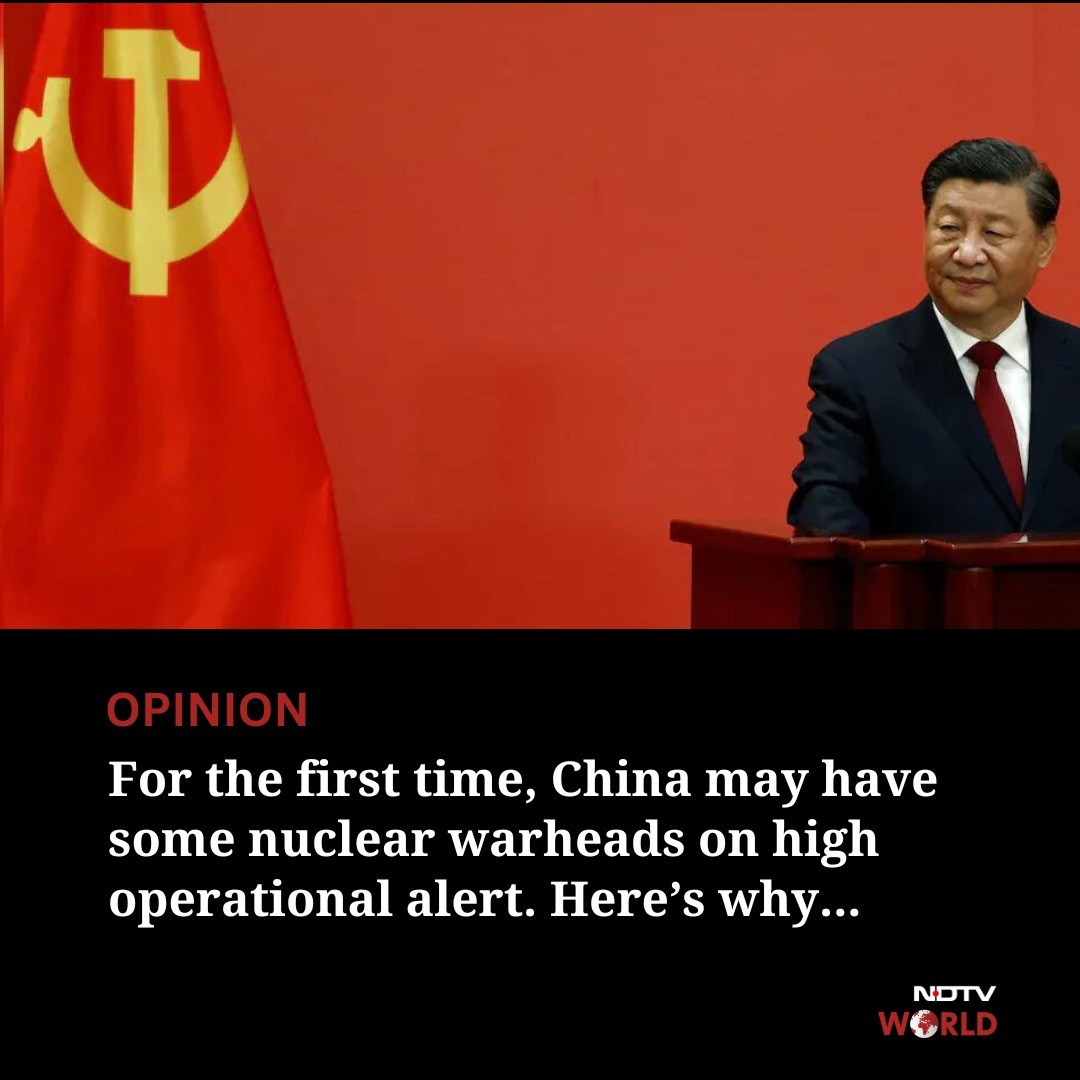 OPINION
For the first time, China may have
some nuclear warheads on high
operational alert. Here’s why...
NDTV
WORLD